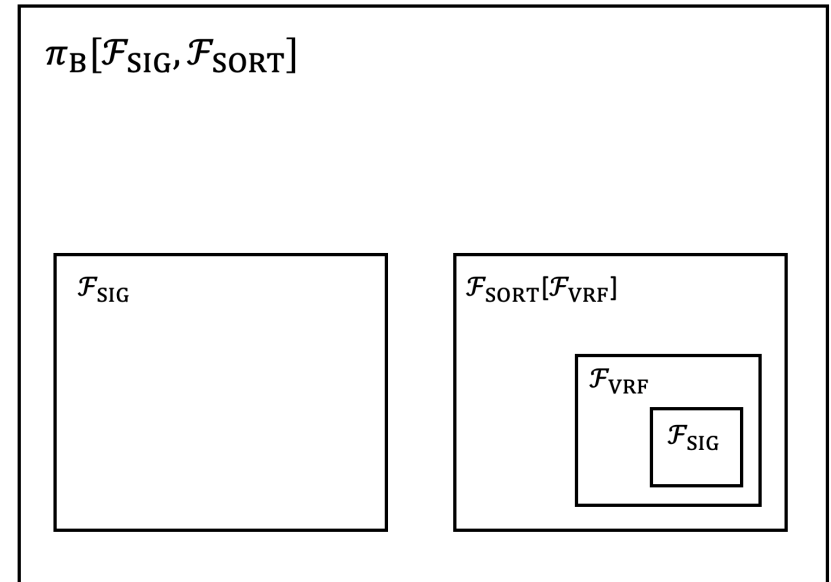 π_B[ℱ_SIG, ℱ_SORT]
ℱ_SIG
ℱ_SORT[ℱ_VRF]
ℱ_VRF
ℱ_SIG